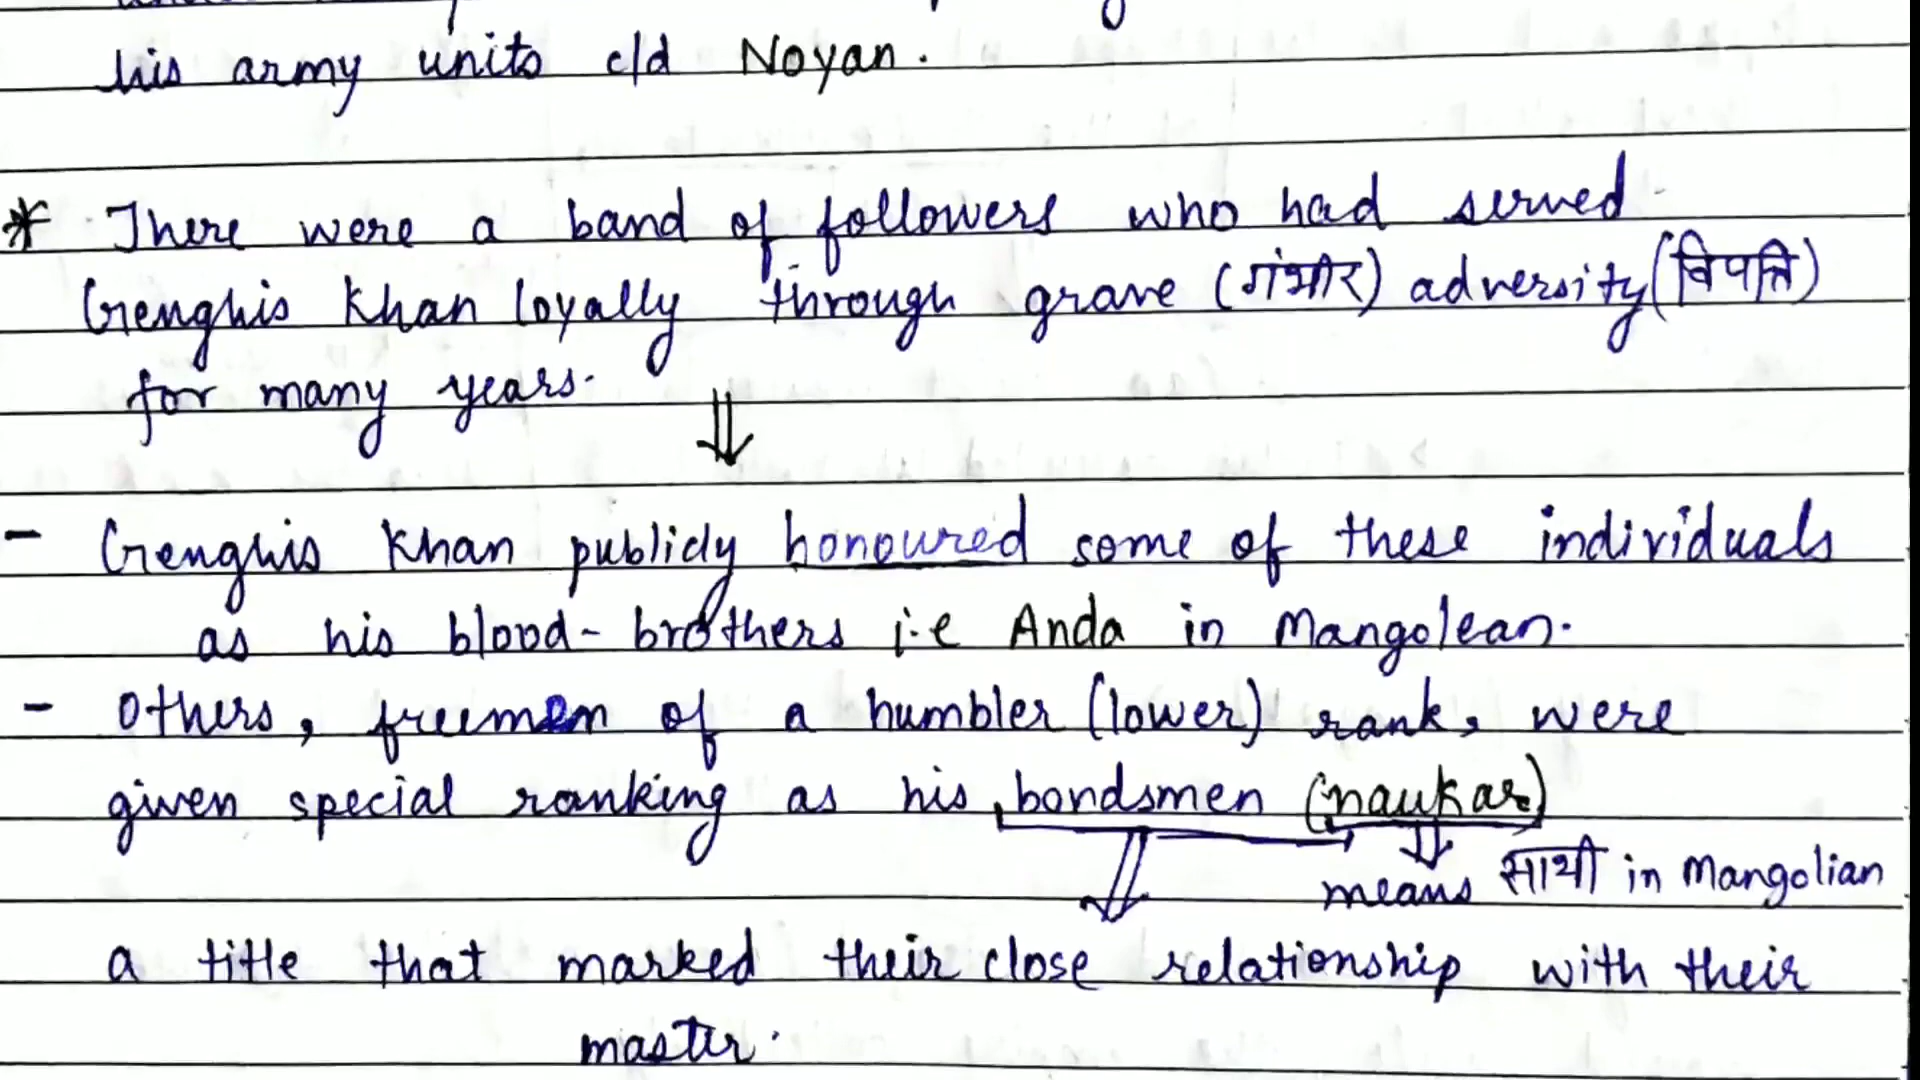 his army units c/d Noyan.
* There were a band of followers who had served
Genghis Khan loyally through grave (गंभीर) adversity (विपत्ति)
for many years.
⇓
- Genghis Khan publicly honoured some of these individuals
as his blood-brothers i.e Anda in Mangolean.
- Others, freemen of a humbler (lower) rank, were
given special ranking as his bondsmen (naukar)
means साथी in Mangolian
a title that marked their close relationship with their
master.